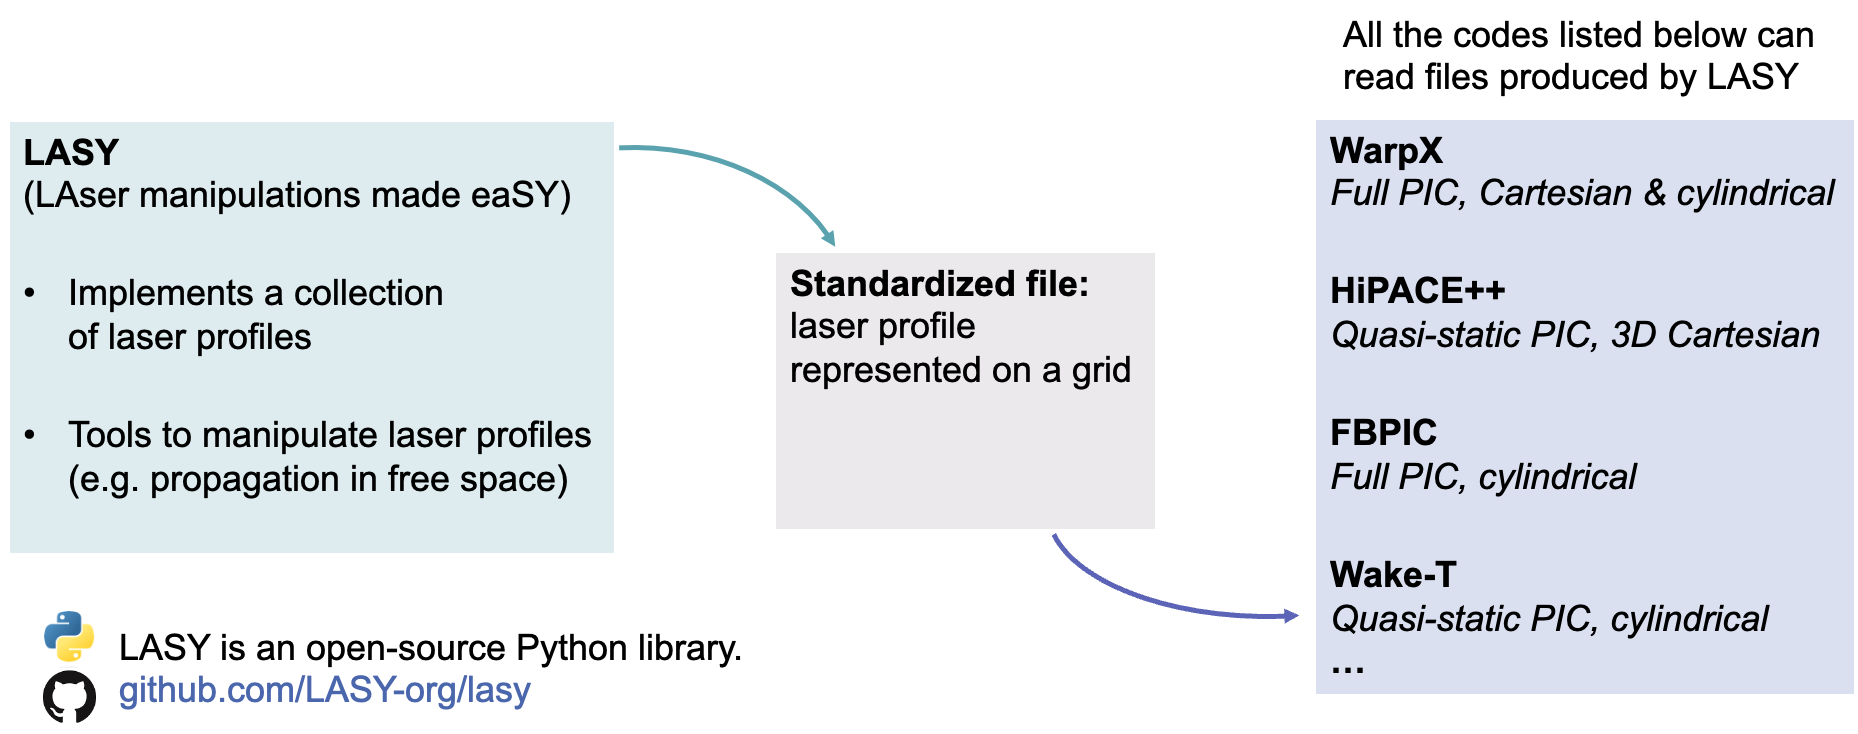 All the codes listed below can
read files produced by LASY
LASY
(LAser manipulations made eaSY)
• Implements a collection
of laser profiles
• Tools to manipulate laser profiles
(e.g. propagation in free space)
Standardized file:
laser profile
represented on a grid
WarpX
Full PIC, Cartesian & cylindrical
HiPACE++
Quasi-static PIC, 3D Cartesian
FBPIC
Full PIC, cylindrical
Wake-T
Quasi-static PIC, cylindrical
...
LASY is an open-source Python library.
github.com/LASY-org/lasy